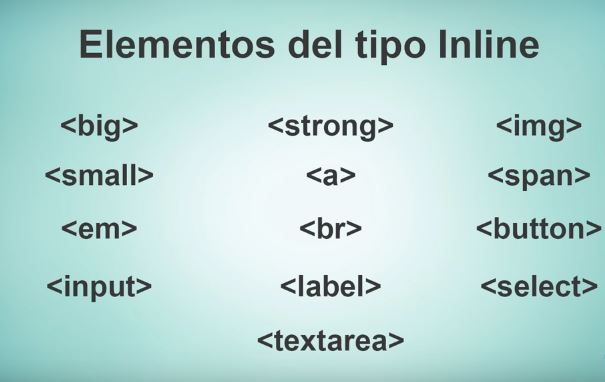 Elementos del tipo Inline
<big> <strong> <img>
<small> <a> <span>
<em> <br> <button>
<input> <label> <select>
<textarea>